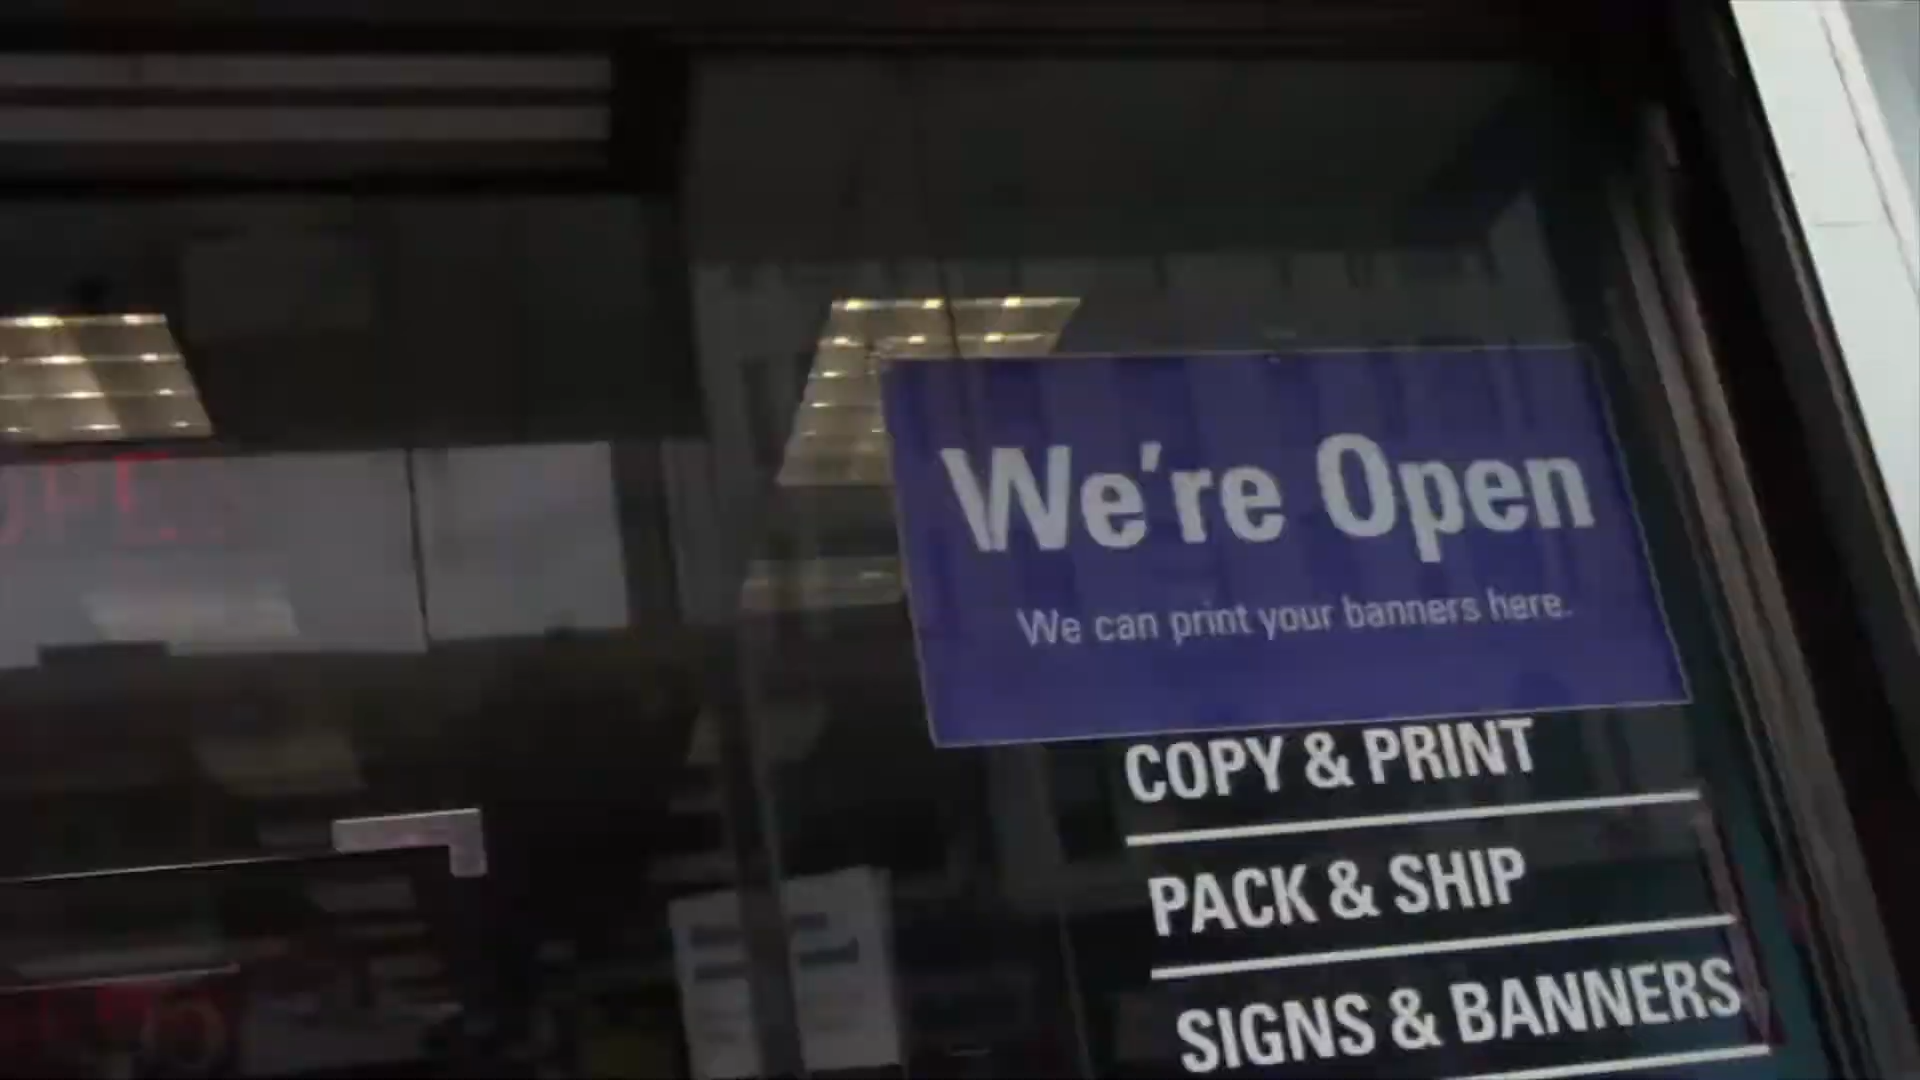 We're Open
We can print your banners here.
COPY & PRINT
PACK & SHIP
SIGNS & BANNERS